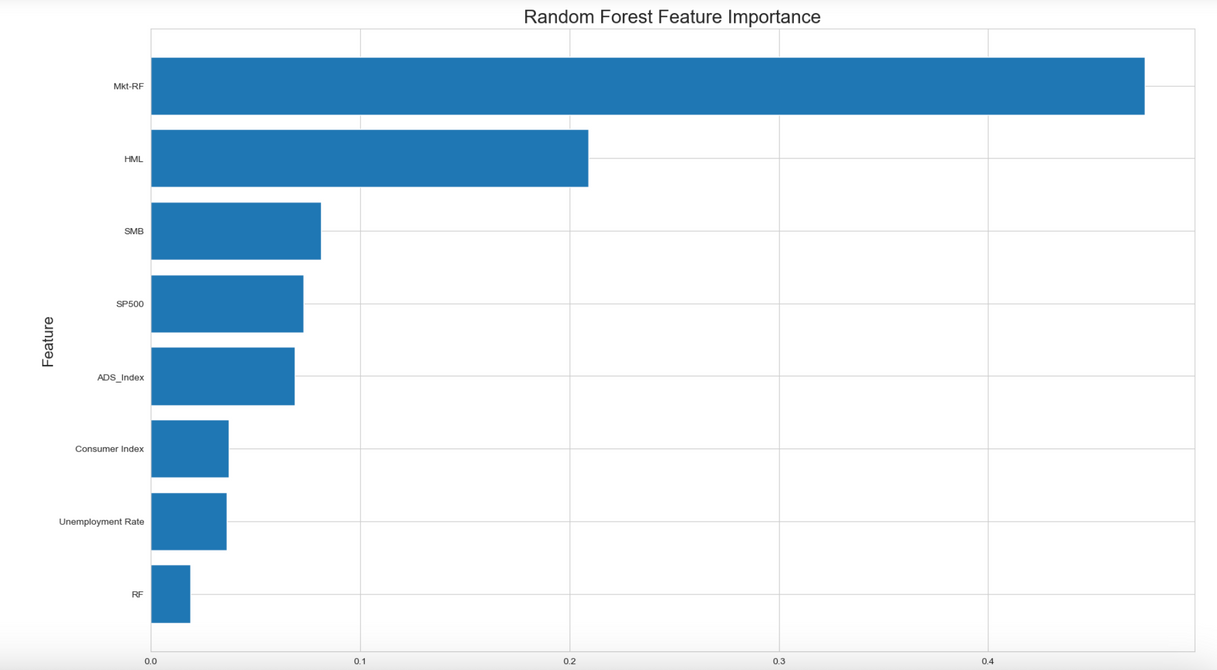 Random Forest Feature Importance
Mkt-RF
HML
SMB
SP500
Feature
ADS_Index
Consumer Index
Unemployment Rate
RF
0.0 0.1 0.2 0.3 0.4